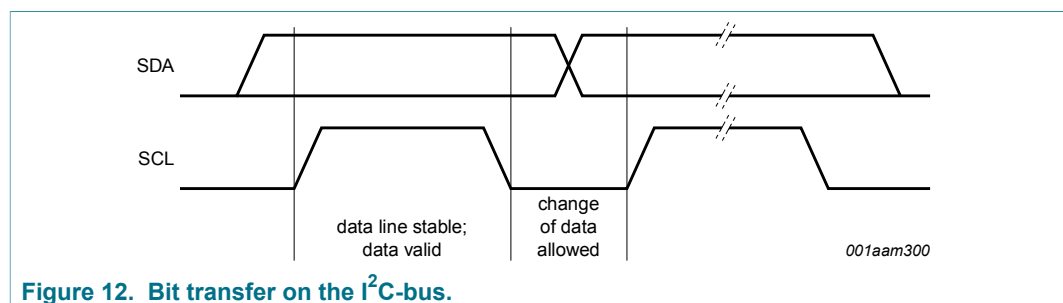 SDA
SCL
data line stable;
data valid
change
of data
allowed
001aam300
Figure 12. Bit transfer on the I²C-bus.